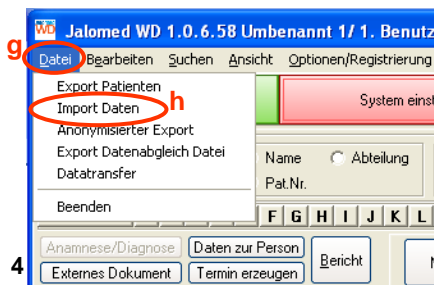 WD Jalomed WD 1.0.6.58 Umbenannt 1/ 1. Benutz
g
Datei Bearbeiten Suchen Ansicht Optionen/Registrierung
Export Patienten
Import Daten h
Anonymisierter Export
Export Datenabgleich Datei
Datatransfer
Beenden
System einst
Name Abteilung
Pat.Nr.
F G H I J K L
Anamnese/Diagnose Daten zur Person Bericht
4 Externes Dokument Termin erzeugen